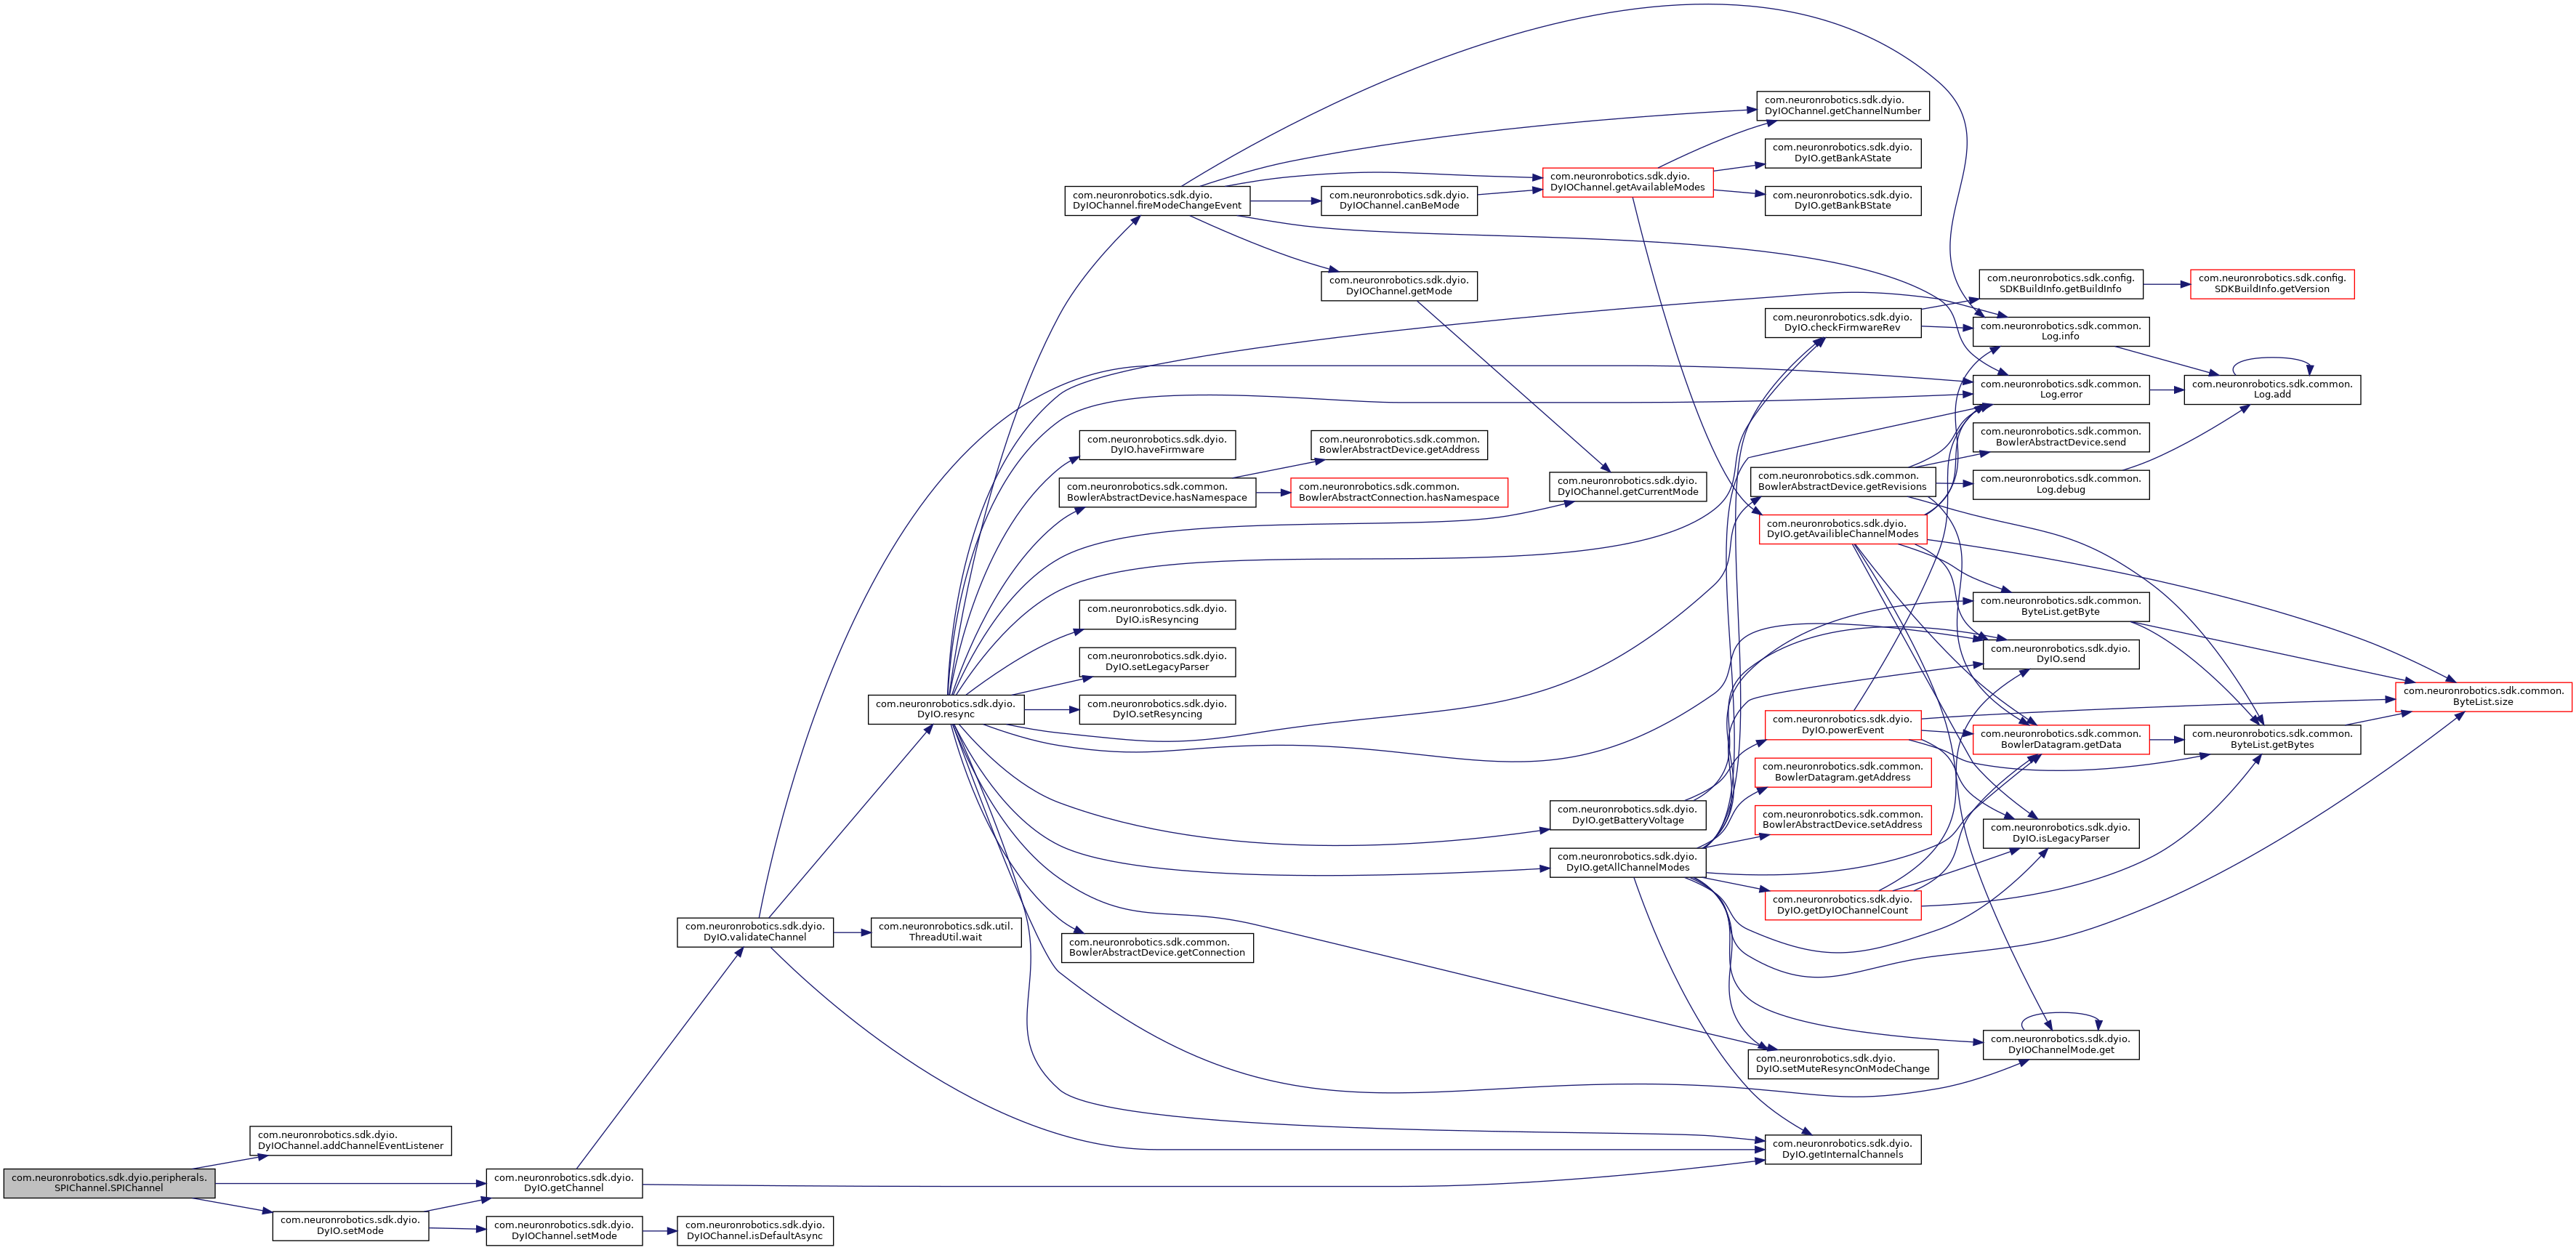 com.neuronrobotics.sdk.dyio.peripherals.
SPIChannel.SPIChannel
com.neuronrobotics.sdk.dyio.
DyIOChannel.addChannelEventListener
com.neuronrobotics.sdk.dyio.
DyIO.setMode
com.neuronrobotics.sdk.dyio.
DyIO.getChannel
com.neuronrobotics.sdk.dyio.
DyIOChannel.setMode
com.neuronrobotics.sdk.dyio.
DyIOChannel.isDefaultAsync
com.neuronrobotics.sdk.dyio.
DyIO.validateChannel
com.neuronrobotics.sdk.dyio.
DyIO.resync
com.neuronrobotics.sdk.util.
ThreadUtil.wait
com.neuronrobotics.sdk.dyio.
DyIOChannel.fireModeChangeEvent
com.neuronrobotics.sdk.dyio.
DyIO.haveFirmware
com.neuronrobotics.sdk.common.
BowlerAbstractDevice.hasNamespace
com.neuronrobotics.sdk.dyio.
DyIO.isResyncing
com.neuronrobotics.sdk.dyio.
DyIO.setLegacyParser
com.neuronrobotics.sdk.dyio.
DyIO.setResyncing
com.neuronrobotics.sdk.common.
BowlerAbstractDevice.getConnection
com.neuronrobotics.sdk.dyio.
DyIOChannel.canBeMode
com.neuronrobotics.sdk.dyio.
DyIOChannel.getMode
com.neuronrobotics.sdk.common.
BowlerAbstractDevice.getAddress
com.neuronrobotics.sdk.common.
BowlerAbstractConnection.hasNamespace
com.neuronrobotics.sdk.dyio.
DyIOChannel.getAvailableModes
com.neuronrobotics.sdk.dyio.
DyIOChannel.getCurrentMode
com.neuronrobotics.sdk.dyio.
DyIO.getBatteryVoltage
com.neuronrobotics.sdk.dyio.
DyIO.getAllChannelModes
com.neuronrobotics.sdk.dyio.
DyIOChannel.getChannelNumber
com.neuronrobotics.sdk.dyio.
DyIO.getBankAState
com.neuronrobotics.sdk.dyio.
DyIO.getBankBState
com.neuronrobotics.sdk.dyio.
DyIO.checkFirmwareRev
com.neuronrobotics.sdk.common.
BowlerAbstractDevice.getRevisions
com.neuronrobotics.sdk.dyio.
DyIO.getAvailibleChannelModes
com.neuronrobotics.sdk.dyio.
DyIO.powerEvent
com.neuronrobotics.sdk.common.
BowlerDatagram.getAddress
com.neuronrobotics.sdk.common.
BowlerAbstractDevice.setAddress
com.neuronrobotics.sdk.dyio.
DyIO.getDyIOChannelCount
com.neuronrobotics.sdk.dyio.
DyIO.setMuteResyncOnModeChange
com.neuronrobotics.sdk.dyio.
DyIO.getInternalChannels
com.neuronrobotics.sdk.config.
SDKBuildInfo.getBuildInfo
com.neuronrobotics.sdk.common.
Log.info
com.neuronrobotics.sdk.common.
Log.error
com.neuronrobotics.sdk.common.
BowlerAbstractDevice.send
com.neuronrobotics.sdk.common.
Log.debug
com.neuronrobotics.sdk.common.
ByteList.getByte
com.neuronrobotics.sdk.dyio.
DyIO.send
com.neuronrobotics.sdk.common.
BowlerDatagram.getData
com.neuronrobotics.sdk.dyio.
DyIO.isLegacyParser
com.neuronrobotics.sdk.dyio.
DyIOChannelMode.get
com.neuronrobotics.sdk.config.
SDKBuildInfo.getVersion
com.neuronrobotics.sdk.common.
Log.add
com.neuronrobotics.sdk.common.
ByteList.getBytes
com.neuronrobotics.sdk.common.
ByteList.size